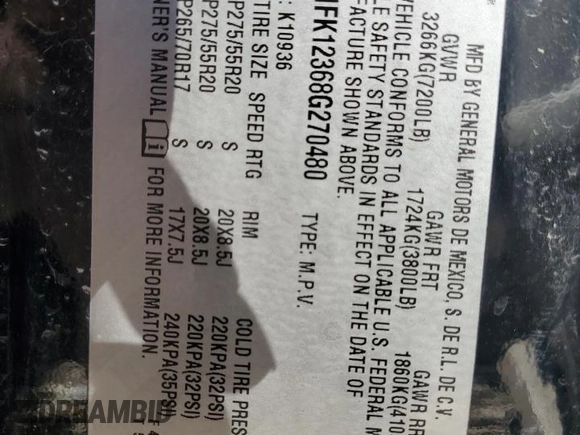 MFD BY GENERAL MOTORS DE MEXICO, S. DE R.L. DE C.V.
GVWR GAWR FRT GAWR RR
3266KG(7200LB) 1724KG(3800LB) 1860KG(410
VEHICLE CONFORMS TO ALL APPLICABLE U.S. FEDERAL M
LE SAFETY STANDARDS IN EFFECT ON THE DATE OF
FACTURE SHOWN ABOVE.
FK12368G270480 TYPE: M.P.V.
: K10936
TIRE SIZE SPEED RTG RIM COLD TIRE PRES
P275/55R20 S 20X8.5J 220KPA(32PSI)
P275/55R20 S 20X8.5J 220KPA(32PSI)
P265/70R17 S 17X7.5J 240KPA(35PSI)
NER'S MANUAL FOR MORE INFORMATION.
DREAMBID